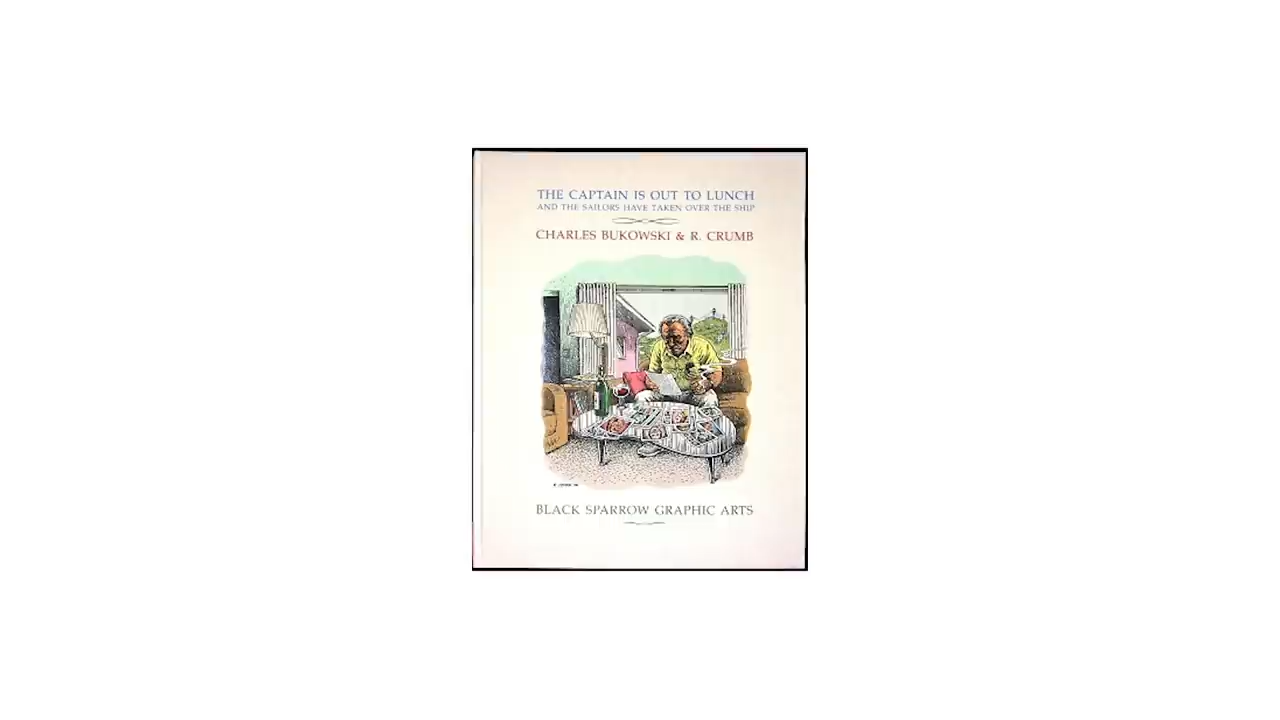 THE CAPTAIN IS OUT TO LUNCH
AND THE SAILORS HAVE TAKEN OVER THE SHIP
CHARLES BUKOWSKI & R. CRUMB
BLACK SPARROW GRAPHIC ARTS